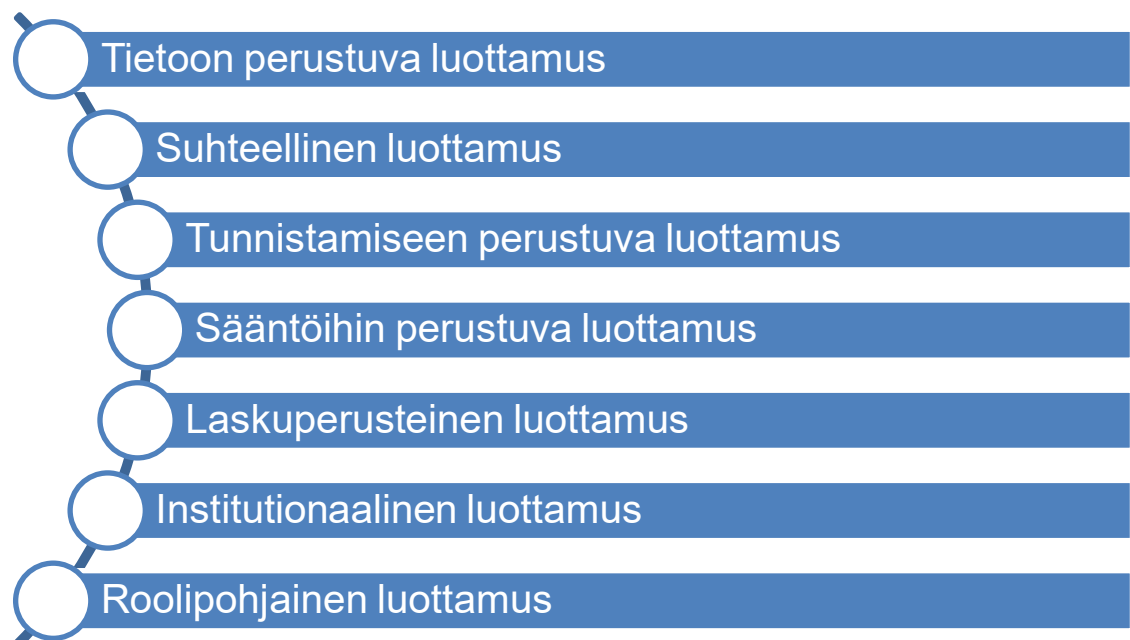 Tietoon perustuva luottamus
Suhteellinen luottamus
Tunnistamiseen perustuva luottamus
Sääntöihin perustuva luottamus
Laskuperusteinen luottamus
Institutionaalinen luottamus
Roolipohjainen luottamus